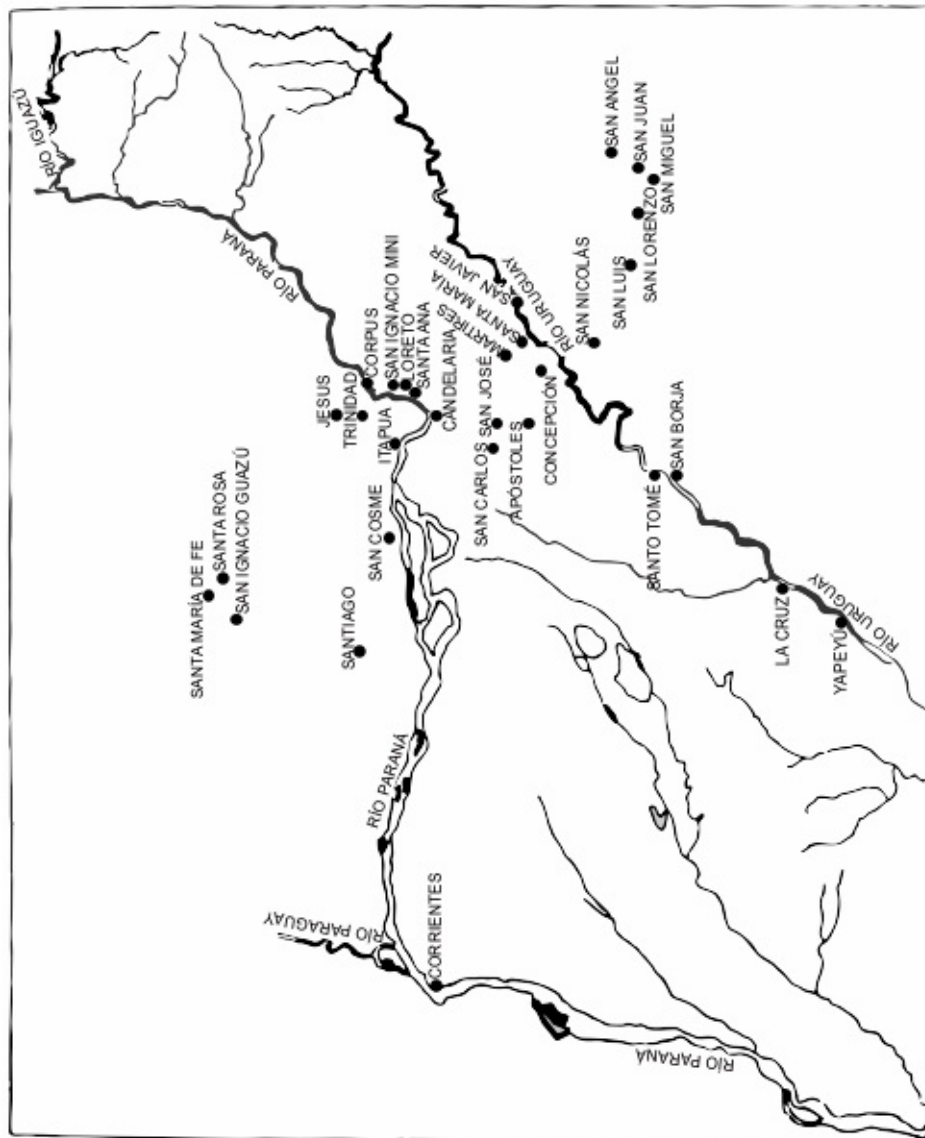 RÍO IGUAZÚ
RÍO PARANÁ
SAN ANGEL
SAN JUAN
SAN MIGUEL
SAN LORENZO
SAN LUIS
SAN NICOLÁS
RÍO URUGUAY
SAN JAVIER
SANTA MARÍA
MARTIRES
CORPUS
SAN IGNACIO MINI
LORETO
SANTA ANA
CANDELARIA
JESUS
TRINIDAD
ITAPUA
SAN JOSÉ
SAN CARLOS
APÓSTOLES
CONCEPCIÓN
SANTA MARÍA DE FE
SANTA ROSA
SAN IGNACIO GUAZÚ
SAN COSME
SANTIAGO
SANTO TOMÉ
SAN BORJA
LA CRUZ
YAPEYÚ
RÍO URUGUAY
RÍO PARANÁ
RÍO PARAGUAY
CORRIENTES
RÍO PARANÁ